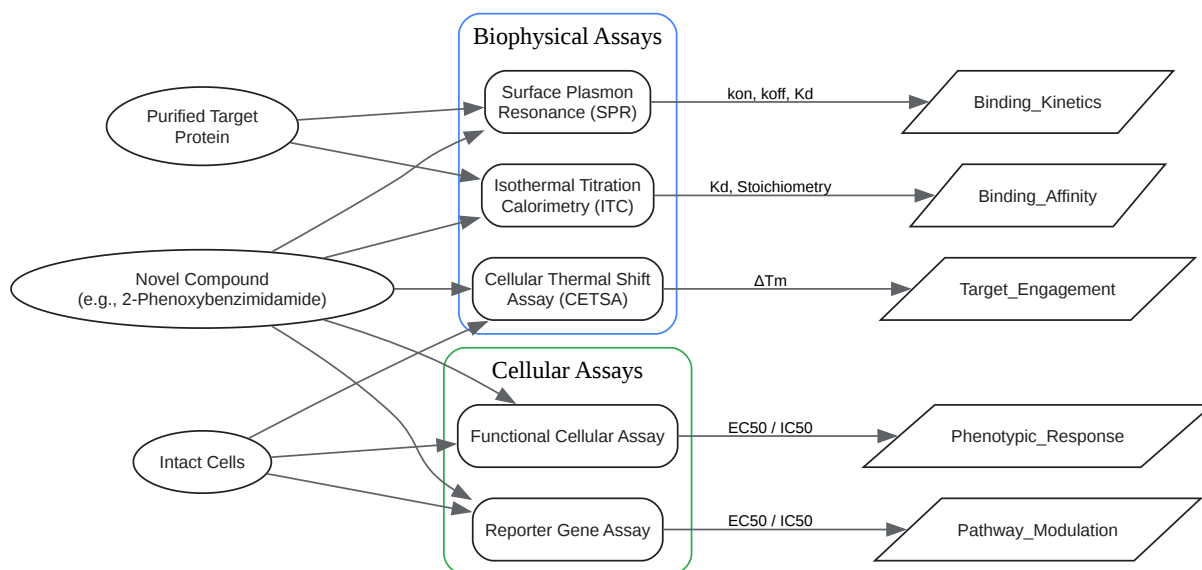 Biophysical Assays
Purified Target
Protein
Surface Plasmon
Resonance (SPR)
kon, koff, Kd
Binding_Kinetics
Isothermal Titration
Calorimetry (ITC)
Kd, Stoichiometry
Binding_Affinity
Novel Compound
(e.g., 2-Phenoxybenzimidamide)
Cellular Thermal Shift
Assay (CETSA)
ΔTm
Target_Engagement
Cellular Assays
Intact Cells
Functional Cellular Assay
EC50 / IC50
Phenotypic_Response
Reporter Gene Assay
EC50 / IC50
Pathway_Modulation